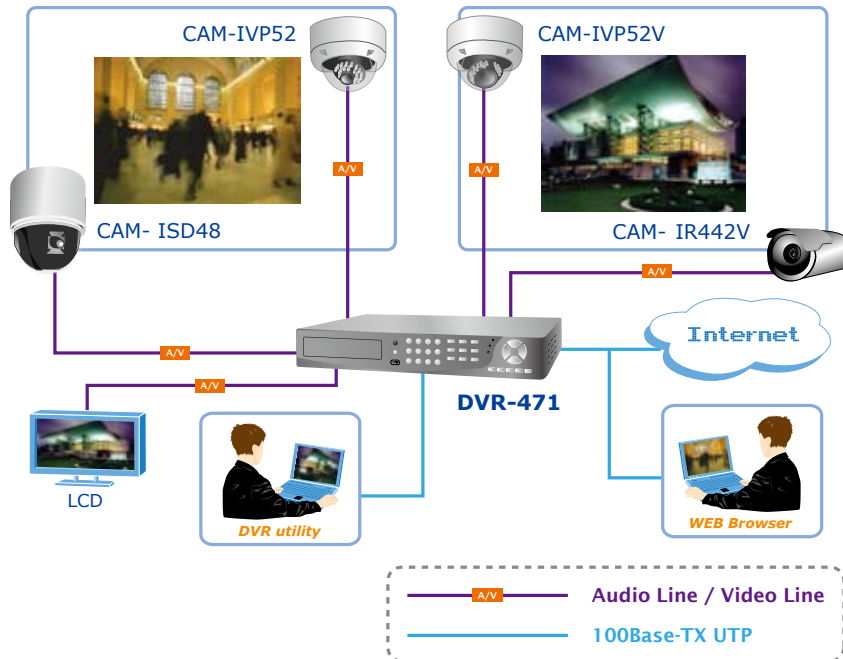 CAM-IVP52
CAM-IVP52V
A/V
A/V
CAM- ISD48
CAM- IR442V
A/V
Internet
A/V
A/V
DVR-471
LCD
DVR utility
WEB Browser
A/V
Audio Line / Video Line
100Base-TX UTP